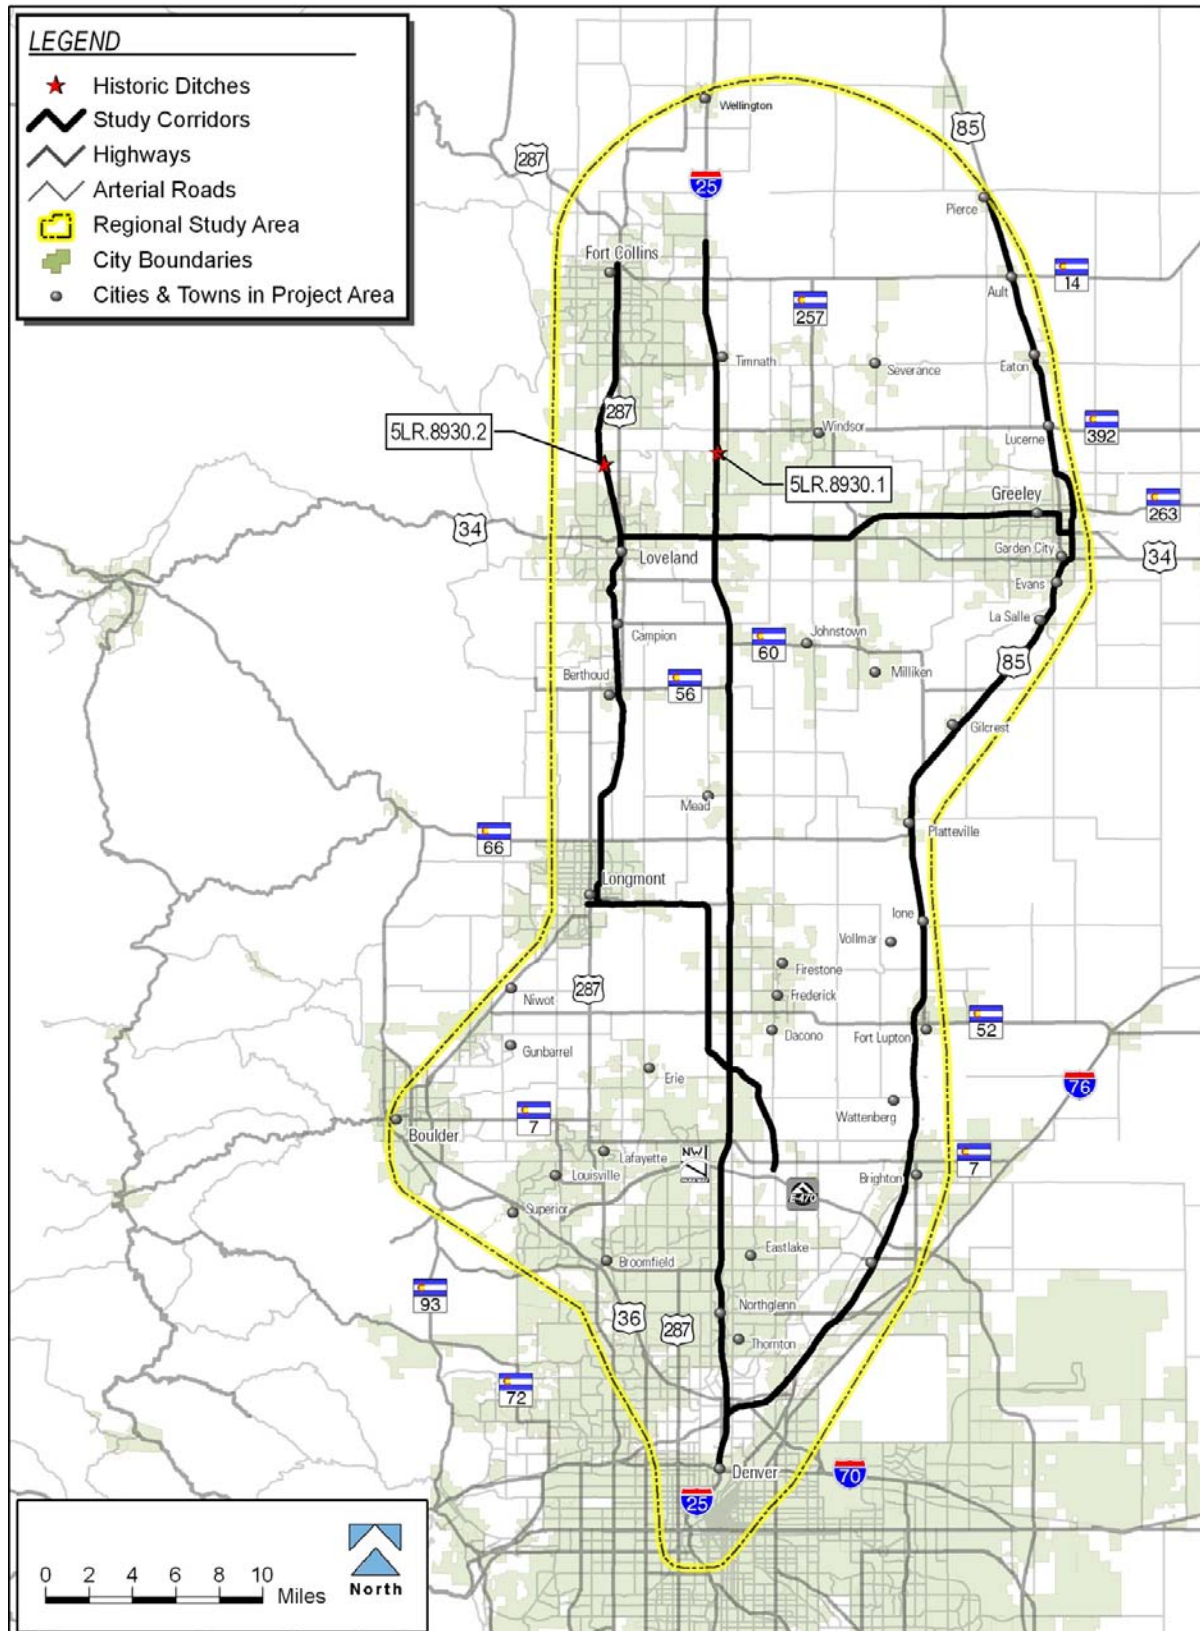 LEGEND
Historic Ditches
Study Corridors
Highways
Arterial Roads
Regional Study Area
City Boundaries
Cities & Towns in Project Area
Wellington
85
287
25
Pierce
Fort Collins
14
Ault
257
Timnath
Severance
Eaton
287
5LR.8930.2
Windsor
Lucerne
392
5LR.8930.1
Greeley
263
34
Loveland
Garden City
34
Evans
La Salle
Campion
60
Johnstown
85
Berthoud
56
Milliken
Gilcrest
Mead
66
Platteville
Longmont
Ione
Vollmar
Firestone
Niwot
287
Frederick
52
Dacono
Fort Lupton
Gunbarrel
Erie
76
Wattenberg
7
Boulder
Lafayette
NW
7
Louisville
Brighton
E-470
Superior
Eastlake
Broomfield
93
36
287
Northglenn
Thornton
72
Denver
70
25
0 2 4 6 8 10
Miles
North